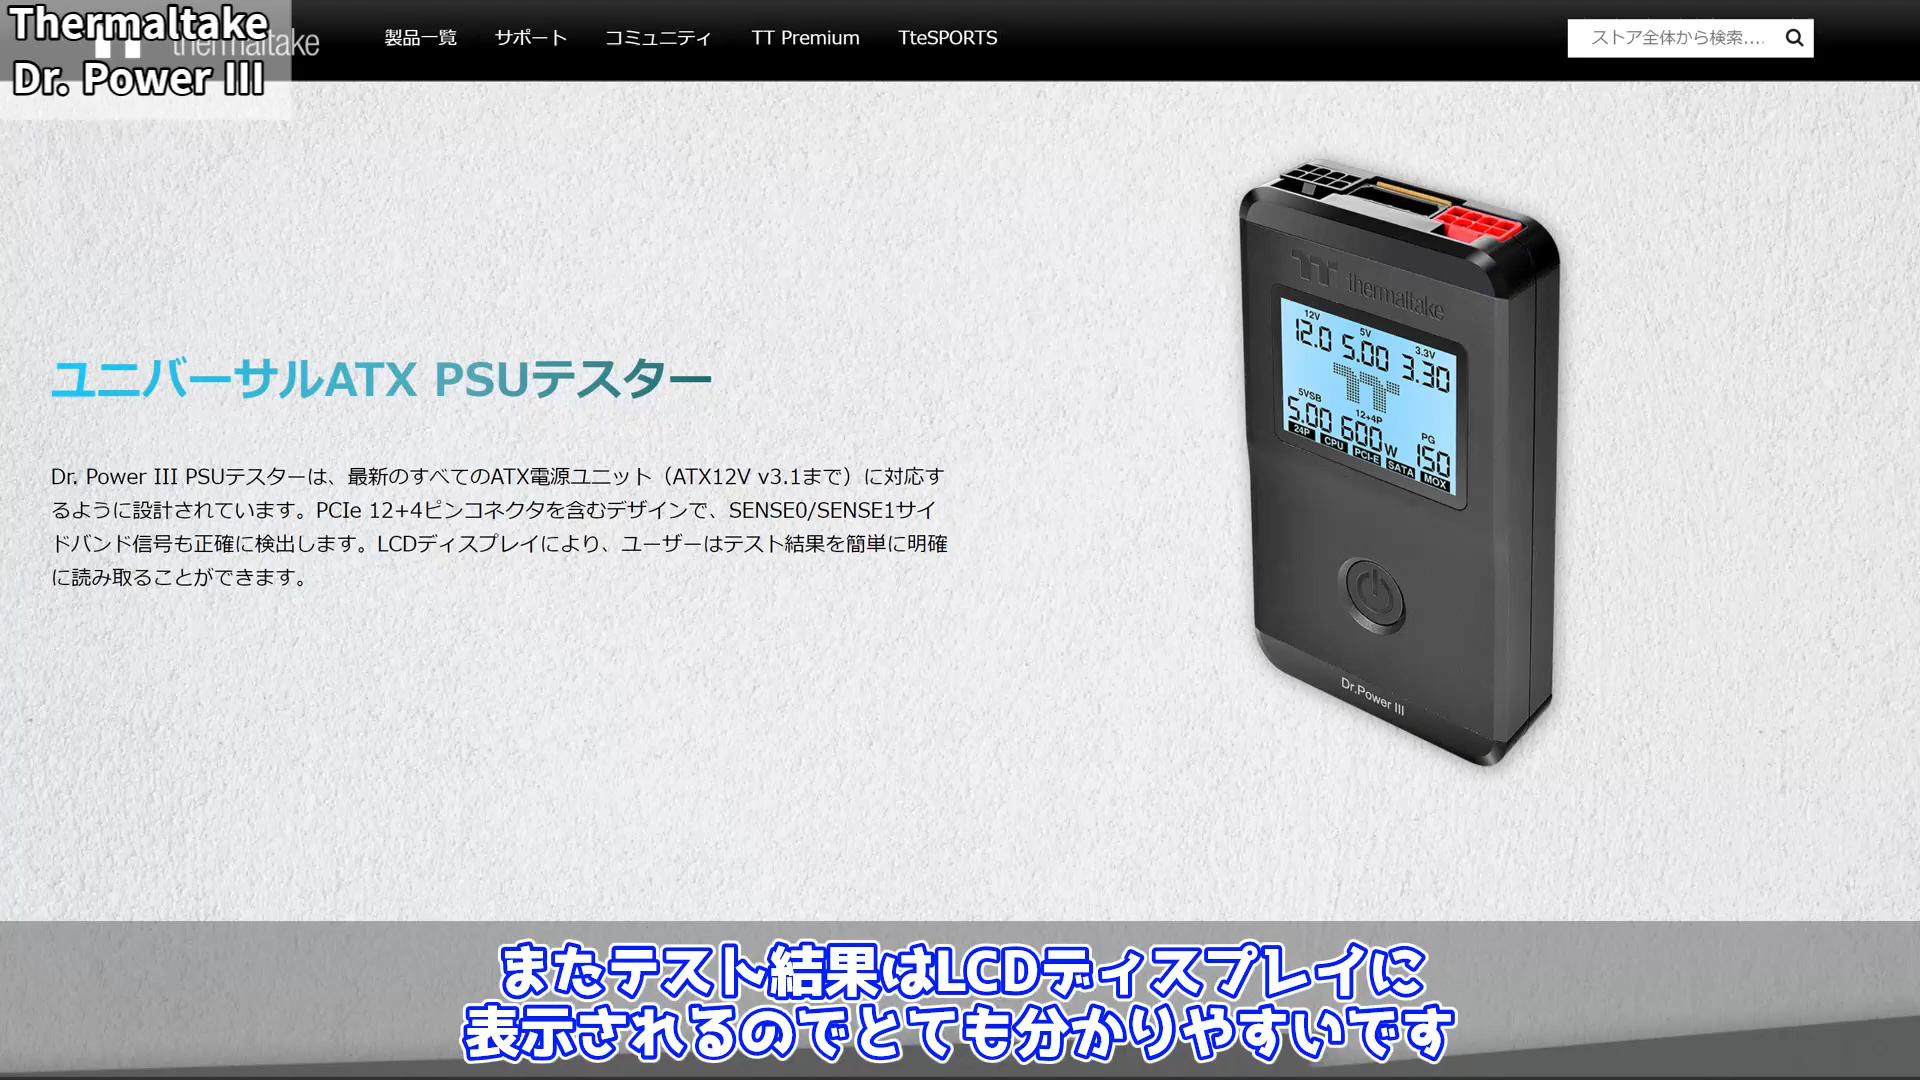 Thermaltake
Dr. Power III
thermaltake
製品一覧 サポート コミュニティ TT Premium TteSPORTS
ストア全体から検索....
ユニバーサルATX PSUテスター
Dr. Power III PSUテスターは、最新のすべてのATX電源ユニット（ATX12V v3.1まで）に対応す
るように設計されています。PCIe 12+4ピンコネクタを含むデザインで、SENSE0/SENSE1サイ
ドバンド信号も正確に検出します。LCDディスプレイにより、ユーザーはテスト結果を簡単に明確
に読み取ることができます。
thermaltake
12V 5V 3.3V
12.0 5.00 3.30
5VSB 12+4P PG
5.00 600W 150
24P CPU PCI-E SATA MOX
Dr.Power III
またテスト結果はLCDディスプレイに
表示されるのでとても分かりやすいです